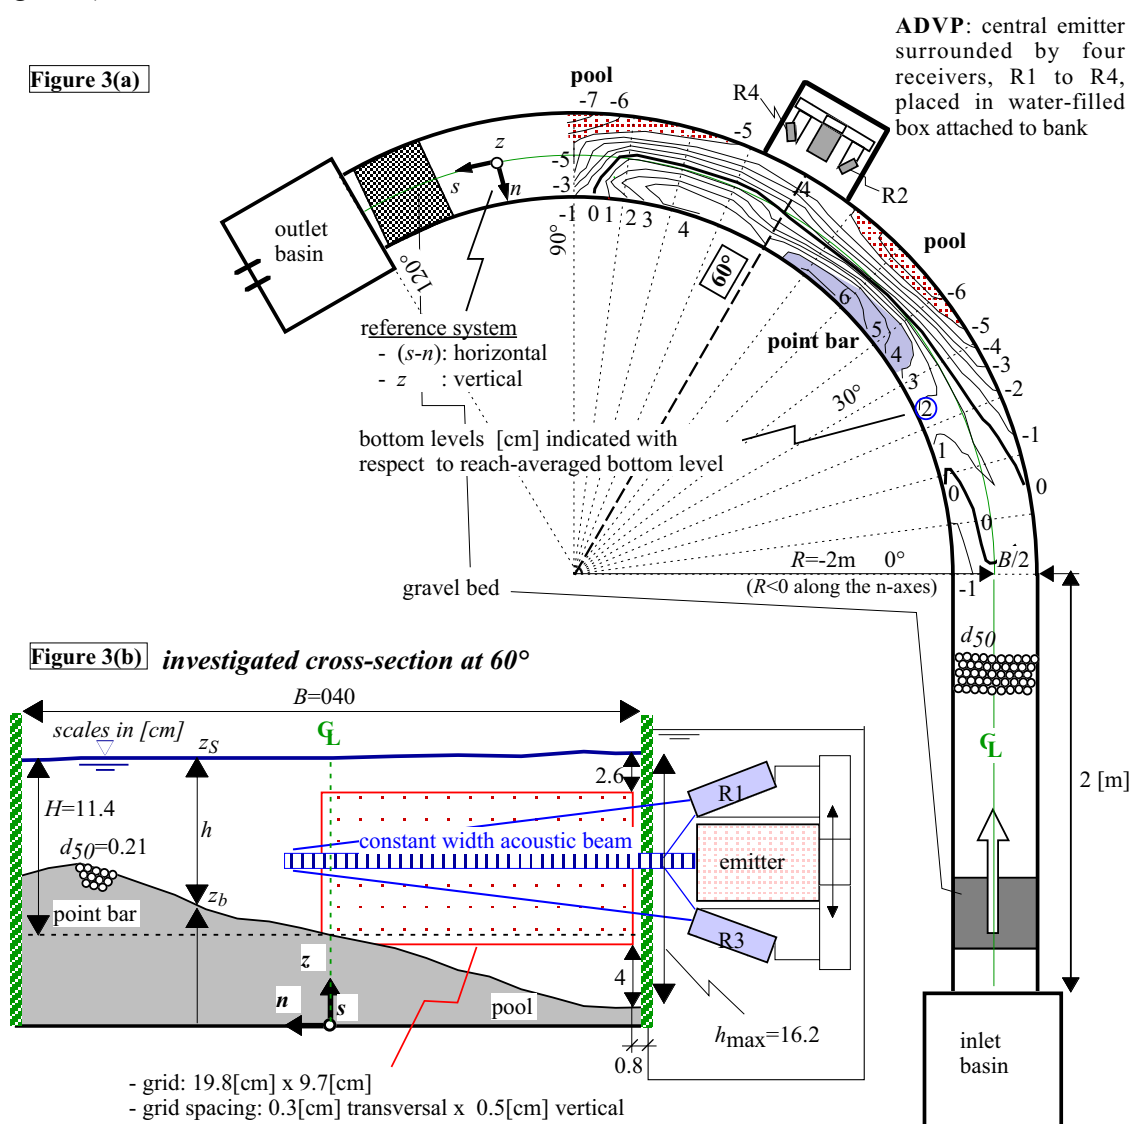 ADVP: central emitter
surrounded by four
receivers, R1 to R4,
placed in water-filled
box attached to bank
Figure 3(a)
pool
-7 -6
-5
R4
R2
z
s
n
-5
-3
-1 0 1 2 3 4
4
outlet
basin
120°
90°
60°
pool
-6
-5
-4
-3
-2
-1
0
6
5
4
3
2
1
0
0
-1
point bar
30°
reference system
- (s-n): horizontal
- z : vertical
bottom levels [cm] indicated with
respect to reach-averaged bottom level
R=-2m 0° B/2
(R<0 along the n-axes)
gravel bed
d50
CL
2 [m]
inlet
basin
Figure 3(b) investigated cross-section at 60°
B=040
scales in [cm]
zS
CL
2.6
R1
H=11.4
h
constant width acoustic beam
emitter
d50=0.21
zb
point bar
R3
z
4
n
s
pool
hmax=16.2
0.8
- grid: 19.8[cm] x 9.7[cm]
- grid spacing: 0.3[cm] transversal x 0.5[cm] vertical